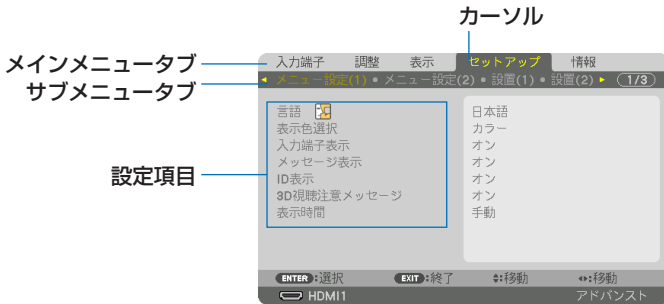 カーソル
メインメニュータブ
入力端子 調整 表示 セットアップ 情報
サブメニュータブ
メニュー設定(1) ● メニュー設定(2) ● 設置(1) ● 設置(2) 1/3
設定項目
言語 日本語
表示色選択 カラー
入力端子表示 オン
メッセージ表示 オン
ID表示 オン
3D視聴注意メッセージ オン
表示時間 手動
ENTER:選択 EXIT:終了 :移動 :移動
HDMI1 アドバンスト